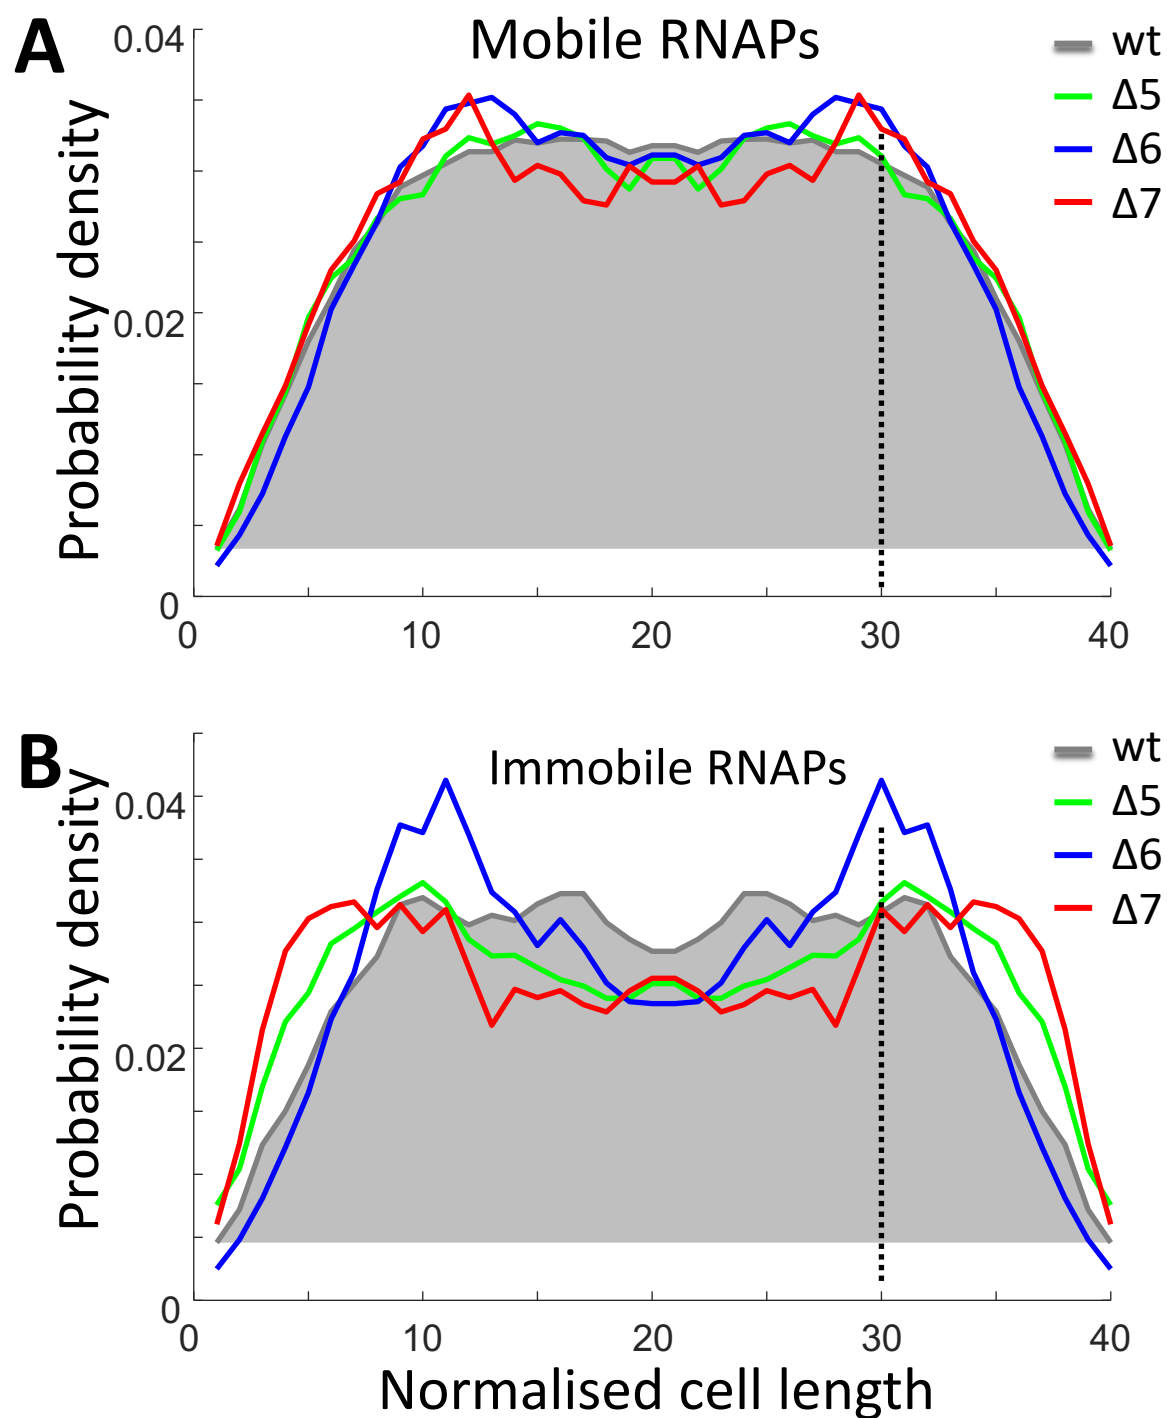 A
Mobile RNAPs
wt
Δ5
Δ6
Δ7
Probability density
0.04
0.02
0
0 10 20 30 40
B
Immobile RNAPs
wt
Δ5
Δ6
Δ7
Probability density
0.04
0.02
0
0 10 20 30 40
Normalised cell length